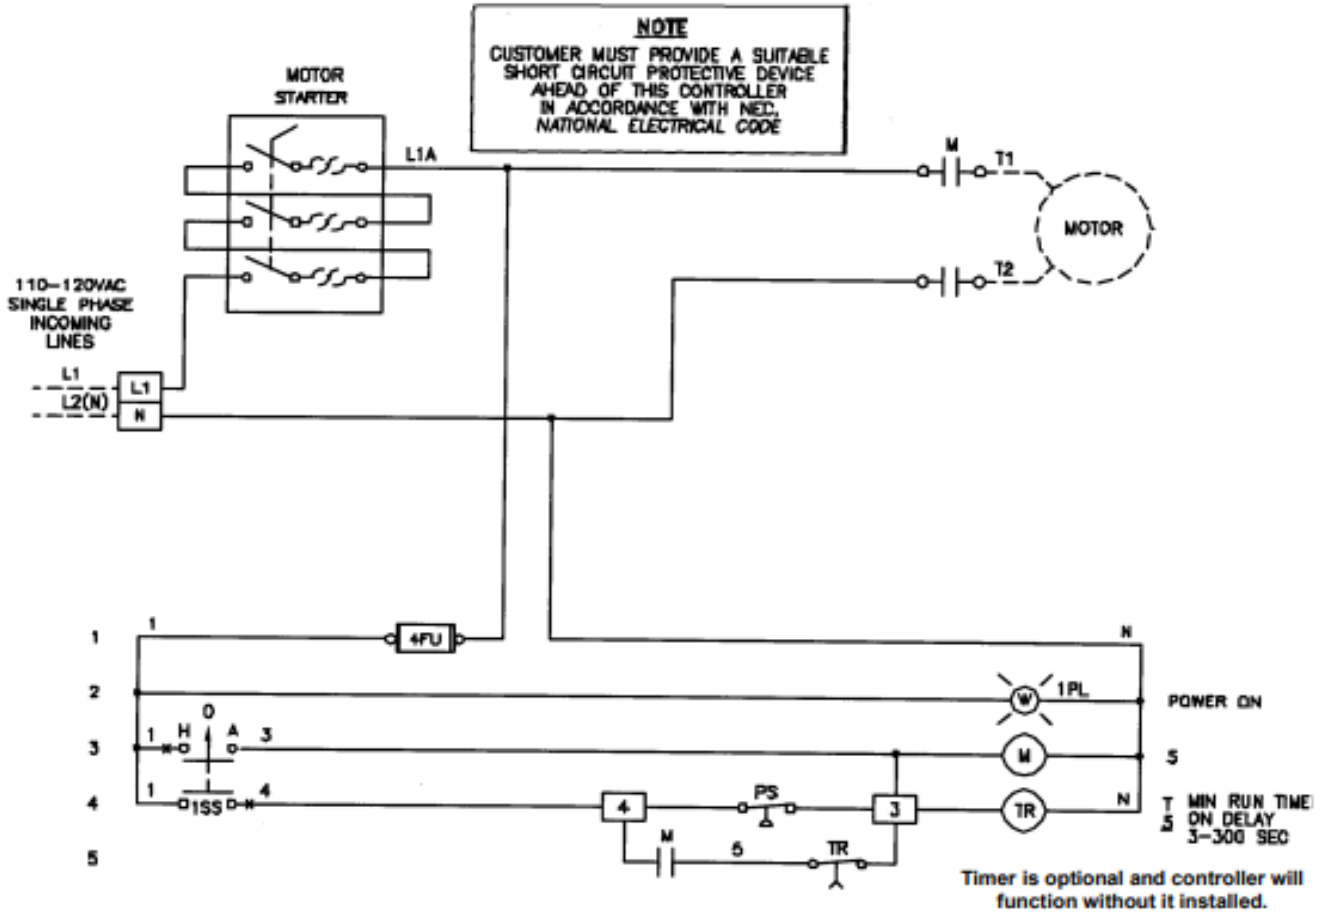 NOTE
CUSTOMER MUST PROVIDE A SUITABLE
SHORT CIRCUIT PROTECTIVE DEVICE
AHEAD OF THIS CONTROLLER
IN ACCORDANCE WITH NEC,
NATIONAL ELECTRICAL CODE
MOTOR
STARTER
L1A
M
T1
MOTOR
T2
110-120VAC
SINGLE PHASE
INCOMING
LINES
L1
L1
L2(N)
N
1
1
4FU
N
2
W
1PL
POWER ON
O
3
1
H
A
3
M
5
4
1
1SS
4
4
PS
3
TR
N
T
5
MIN RUN TIME
ON DELAY
3-300 SEC
5
M
5
TR
Timer is optional and controller will
function without it installed.